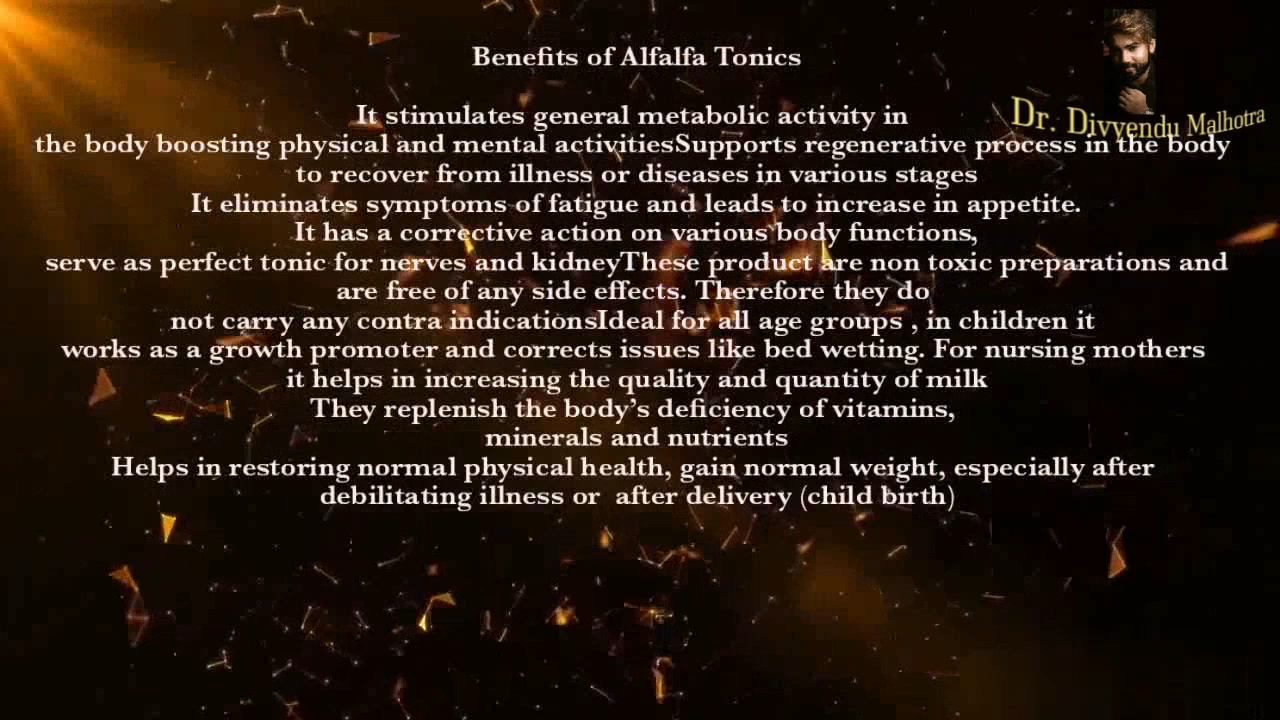 Benefits of Alfalfa Tonics
Dr. Divyendu Malhotra
It stimulates general metabolic activity in
the body boosting physical and mental activitiesSupports regenerative process in the body
to recover from illness or diseases in various stages
It eliminates symptoms of fatigue and leads to increase in appetite.
It has a corrective action on various body functions,
serve as perfect tonic for nerves and kidneyThese product are non toxic preparations and
are free of any side effects. Therefore they do
not carry any contra indicationsIdeal for all age groups , in children it
works as a growth promoter and corrects issues like bed wetting. For nursing mothers
it helps in increasing the quality and quantity of milk
They replenish the body’s deficiency of vitamins,
minerals and nutrients
Helps in restoring normal physical health, gain normal weight, especially after
debilitating illness or  after delivery (child birth)